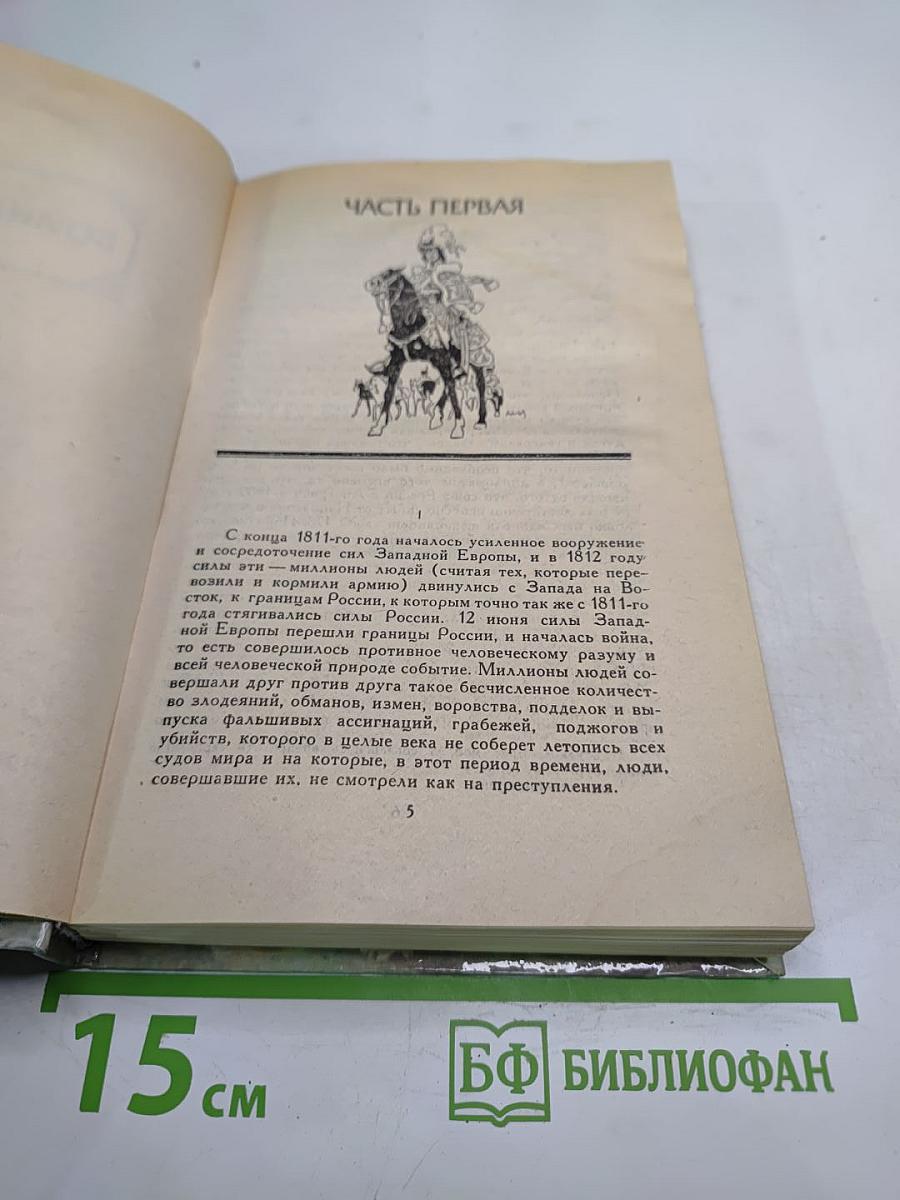 ЧАСТЬ ПЕРВАЯ
I
С конца 1811-го года началось усиленное вооружение
и сосредоточение сил Западной Европы, и в 1812 году
силы эти — миллионы людей (считая тех, которые пере-
возили и кормили армию) двинулись с Запада на Во-
сток, к границам России, к которым точно так же с 1811-го
года стягивались силы России. 12 июня силы Запад-
ной Европы перешли границы России, и началась война,
то есть совершилось противное человеческому разуму и
всей человеческой природе событие. Миллионы людей со-
вершали друг против друга такое бесчисленное количест-
во злодеяний, обманов, измен, воровства, подделок и вы-
пуска фальшивых ассигнаций, грабежей, поджогов и
убийств, которого в целые века не соберет летопись всех
судов мира и на которые, в этот период времени, люди,
совершавшие их, не смотрели как на преступления.
5
15 см
БФ БИБЛИОФАН